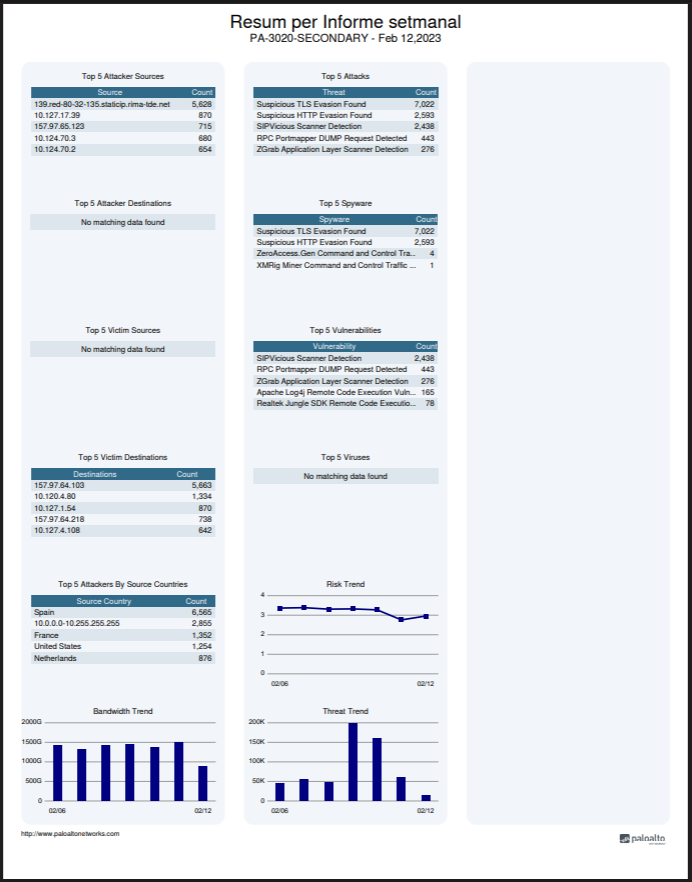 Resum per Informe setmanal
PA-3020-SECONDARY - Feb 12,2023
Top 5 Attacker Sources
Source Count
139.red-80-32-135.staticip.rima-tde.net 5,628
10.127.17.39 870
157.97.65.123 715
10.124.70.3 680
10.124.70.2 654
Top 5 Attacker Destinations
No matching data found
Top 5 Victim Sources
No matching data found
Top 5 Victim Destinations
Destinations Count
157.97.64.103 5,663
10.120.4.80 1,334
10.127.1.54 870
157.97.64.218 738
10.127.4.108 642
Top 5 Attackers By Source Countries
Source Country Count
Spain 6,565
10.0.0.0-10.255.255.255 2,855
France 1,352
United States 1,254
Netherlands 876
Bandwidth Trend
2000G
1500G
1000G
500G
0
02/06 02/12
Top 5 Attacks
Threat Count
Suspicious TLS Evasion Found 7,022
Suspicious HTTP Evasion Found 2,593
SIPVicious Scanner Detection 2,438
RPC Portmapper DUMP Request Detected 443
ZGrab Application Layer Scanner Detection 276
Top 5 Spyware
Spyware Count
Suspicious TLS Evasion Found 7,022
Suspicious HTTP Evasion Found 2,593
ZeroAccess.Gen Command and Control Tra... 4
XMRig Miner Command and Control Traffic ... 1
Top 5 Vulnerabilities
Vulnerability Count
SIPVicious Scanner Detection 2,438
RPC Portmapper DUMP Request Detected 443
ZGrab Application Layer Scanner Detection 276
Apache Log4j Remote Code Execution Vuln... 165
Realtek Jungle SDK Remote Code Executio... 78
Top 5 Viruses
No matching data found
Risk Trend
4
3
2
1
0
02/06 02/12
Threat Trend
200K
150K
100K
50K
0
02/06 02/12
http://www.paloaltonetworks.com
paloalto